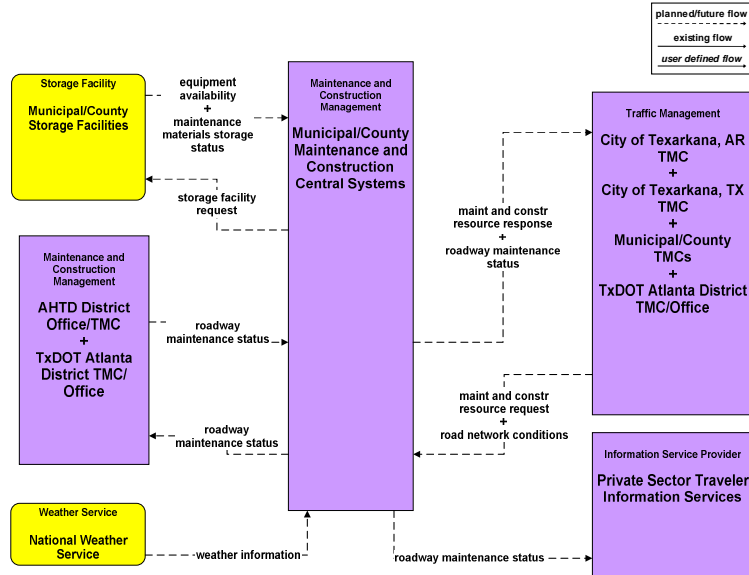 planned/future flow
existing flow
user defined flow
Storage Facility
Municipal/County
Storage Facilities
equipment
availability
+
maintenance
materials storage
status
storage facility
request
Maintenance and
Construction
Management
Municipal/County
Maintenance and
Construction
Central Systems
Traffic Management
City of Texarkana, AR
TMC
+
City of Texarkana, TX
TMC
+
Municipal/County
TMCs
+
TxDOT Atlanta District
TMC/Office
maint and constr
resource response
+
roadway maintenance
status
Maintenance and
Construction
Management
AHTD District
Office/TMC
+
TxDOT Atlanta
District TMC/
Office
roadway
maintenance status
roadway
maintenance status
maint and constr
resource request
+
road network conditions
Information Service Provider
Private Sector Traveler
Information Services
Weather Service
National Weather
Service
weather information
roadway maintenance status